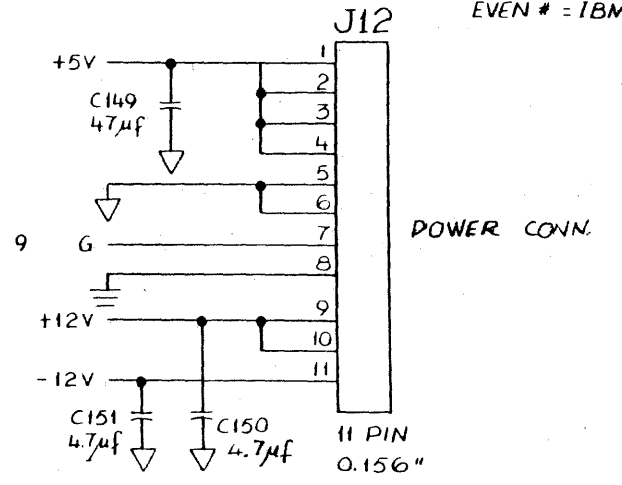 EVEN # = IBM
J12
1
+5V
2
C149
47µf
3
4
5
6
9 G 7
POWER CONN.
8
9
+12V
10
11
-12V
C151
4.7µf
C150
4.7µf
11 PIN
0.156"